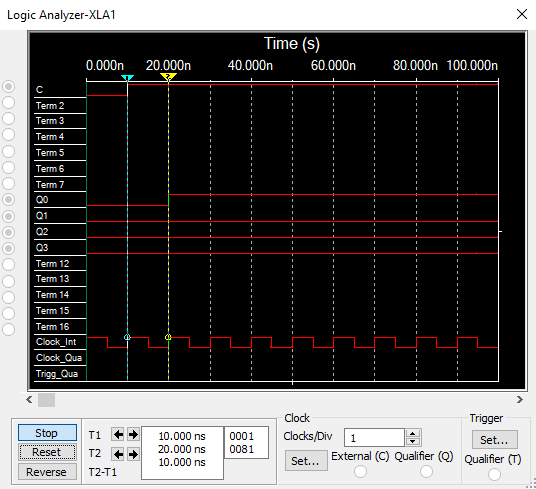 Logic Analyzer-XLA1
Time (s)
0.000n 20.000n 40.000n 60.000n 80.000n 100.000n
C
Term 2
Term 3
Term 4
Term 5
Term 6
Term 7
Q0
Q1
Q2
Q3
Term 12
Term 13
Term 14
Term 15
Term 16
Clock_Int
Clock_Qua
Trigg_Qua
Stop
Reset
Reverse
T1
T2
T2-T1
10.000 ns 0001
20.000 ns 0081
10.000 ns
Clock
Clocks/Div 1
Set...
External (C) Qualifier (Q)
Trigger
Set...
Qualifier (T)